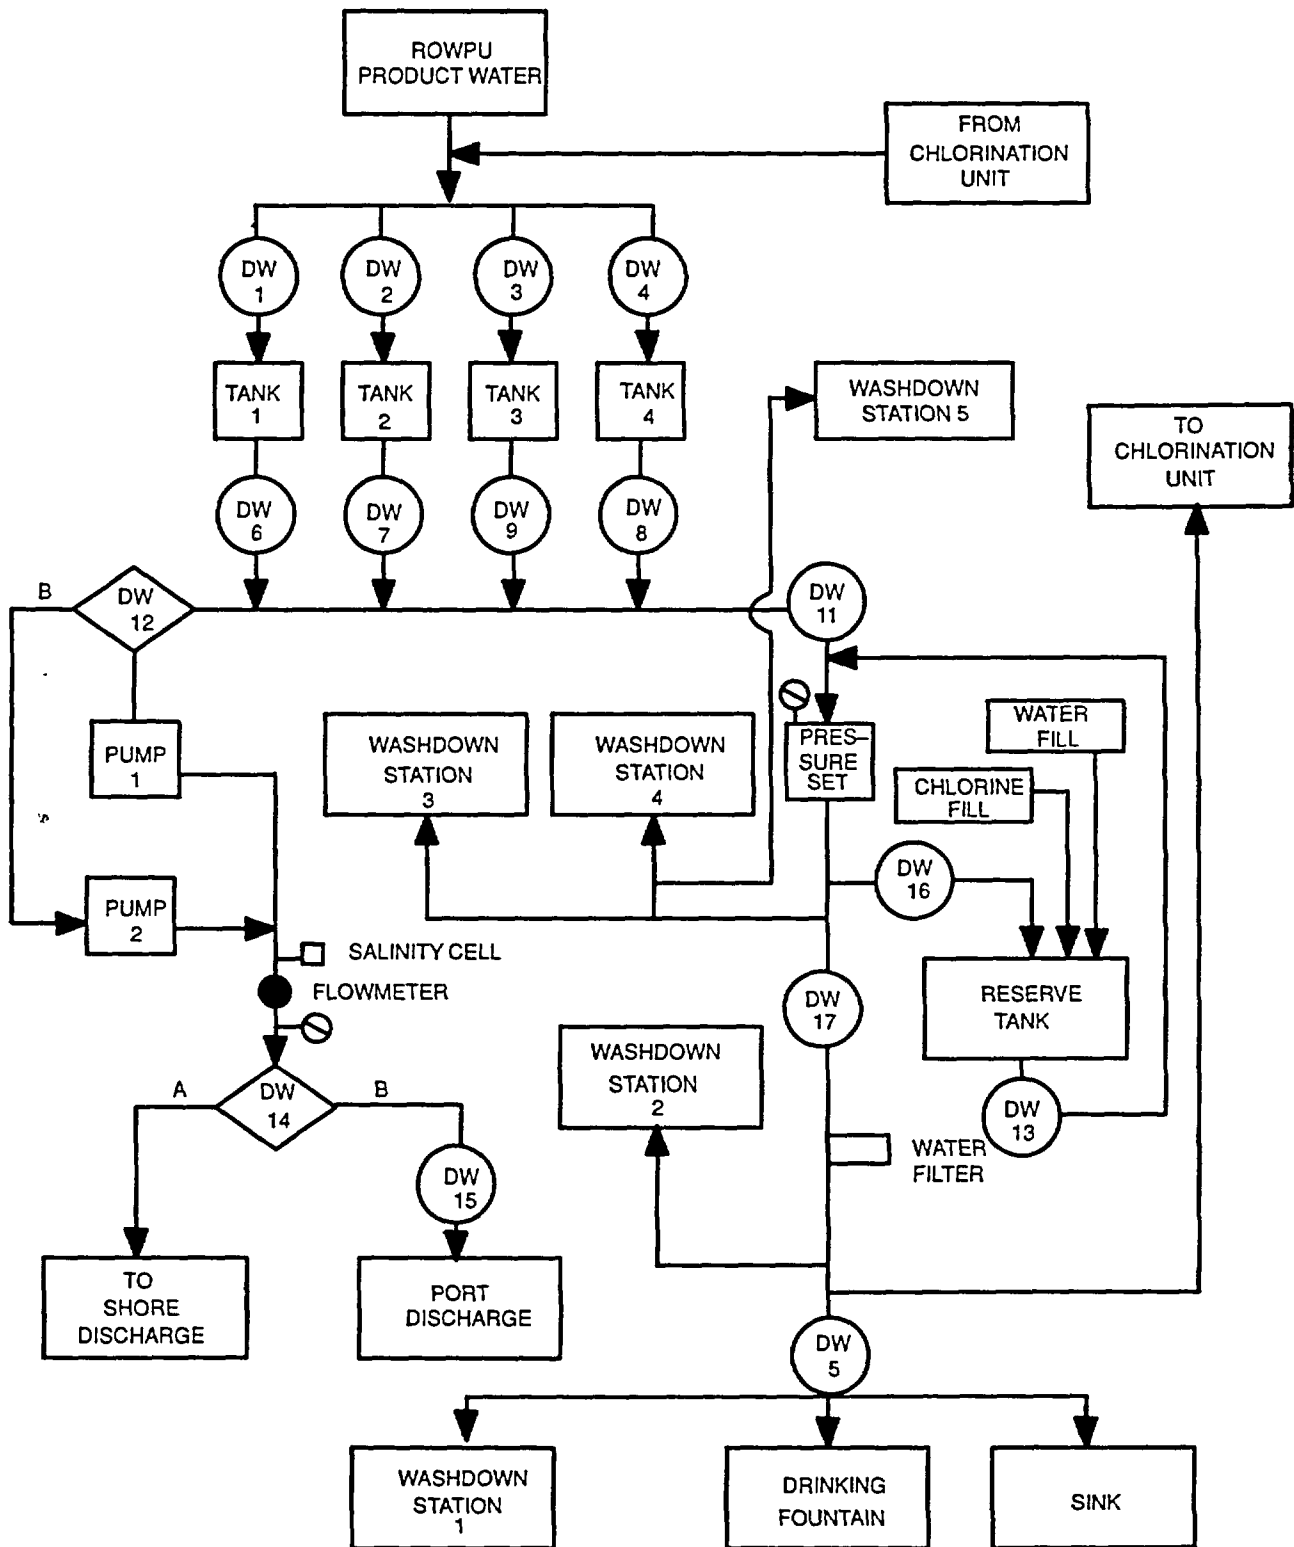 ROWPU
PRODUCT WATER
FROM
CHLORINATION
UNIT
DW
1
DW
2
DW
3
DW
4
TANK
1
TANK
2
TANK
3
TANK
4
WASHDOWN
STATION 5
TO
CHLORINATION
UNIT
DW
6
DW
7
DW
9
DW
8
B
DW
12
DW
11
PUMP
1
WASHDOWN
STATION
3
WASHDOWN
STATION
4
PRES–
SURE
SET
WATER
FILL
CHLORINE
FILL
DW
16
PUMP
2
SALINITY CELL
FLOWMETER
RESERVE
TANK
DW
17
WASHDOWN
STATION
2
A
DW
14
B
DW
13
DW
15
WATER
FILTER
TO
SHORE
DISCHARGE
PORT
DISCHARGE
DW
5
WASHDOWN
STATION
1
DRINKING
FOUNTAIN
SINK